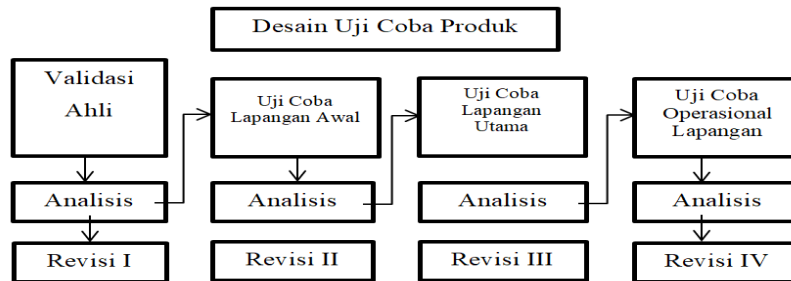 Desain Uji Coba Produk
Validasi
Ahli
Uji Coba
Lapangan Awal
Uji Coba
Lapangan
Utama
Uji Coba
Operasional
Lapangan
Analisis
Analisis
Analisis
Analisis
Revisi I
Revisi II
Revisi III
Revisi IV